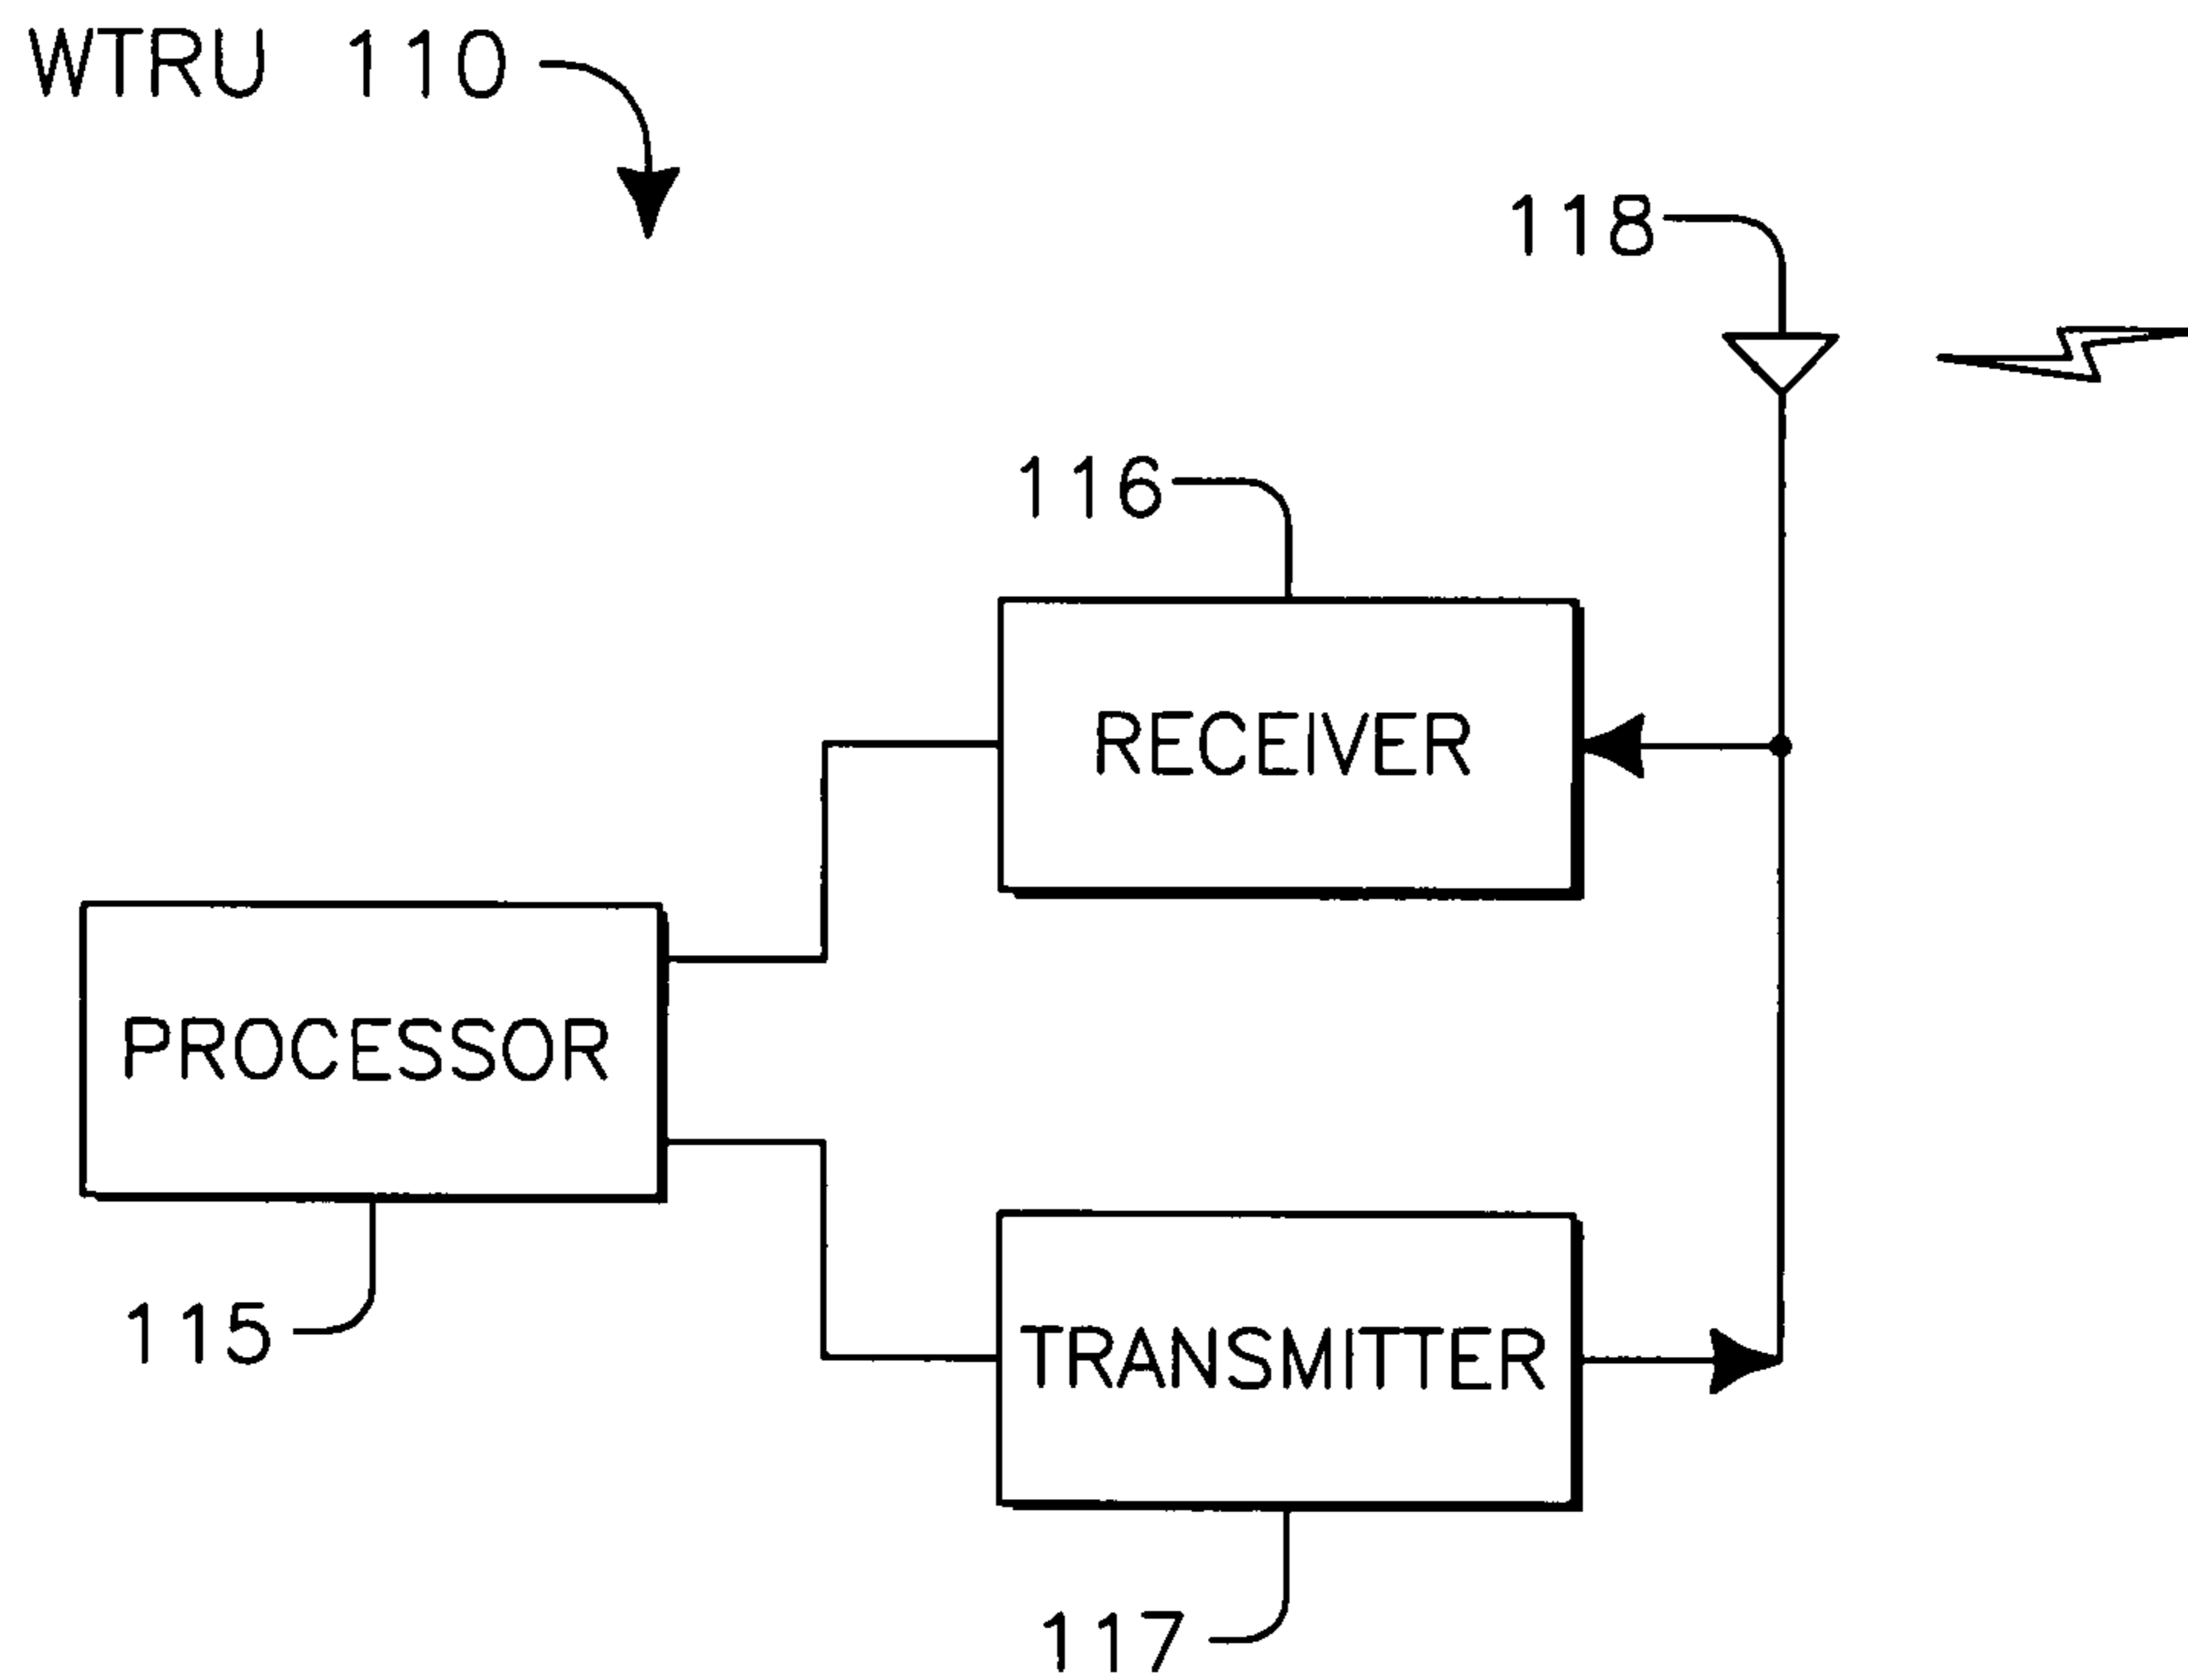 WTRU 110
118
116
RECEIVER
PROCESSOR
115
TRANSMITTER
117